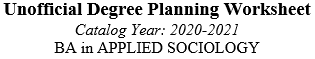 Unofficial Degree Planning Worksheet
Catalog Year: 2020-2021
BA in APPLIED SOCIOLOGY